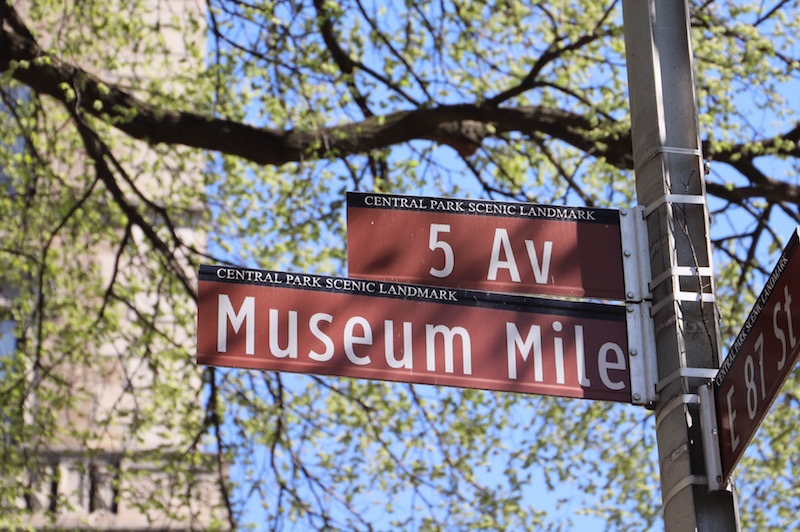 CENTRAL PARK SCENIC LANDMARK
5 Av
CENTRAL PARK SCENIC LANDMARK
Museum Mile
CENTRAL PARK SCENIC LANDMARK
E 87 St